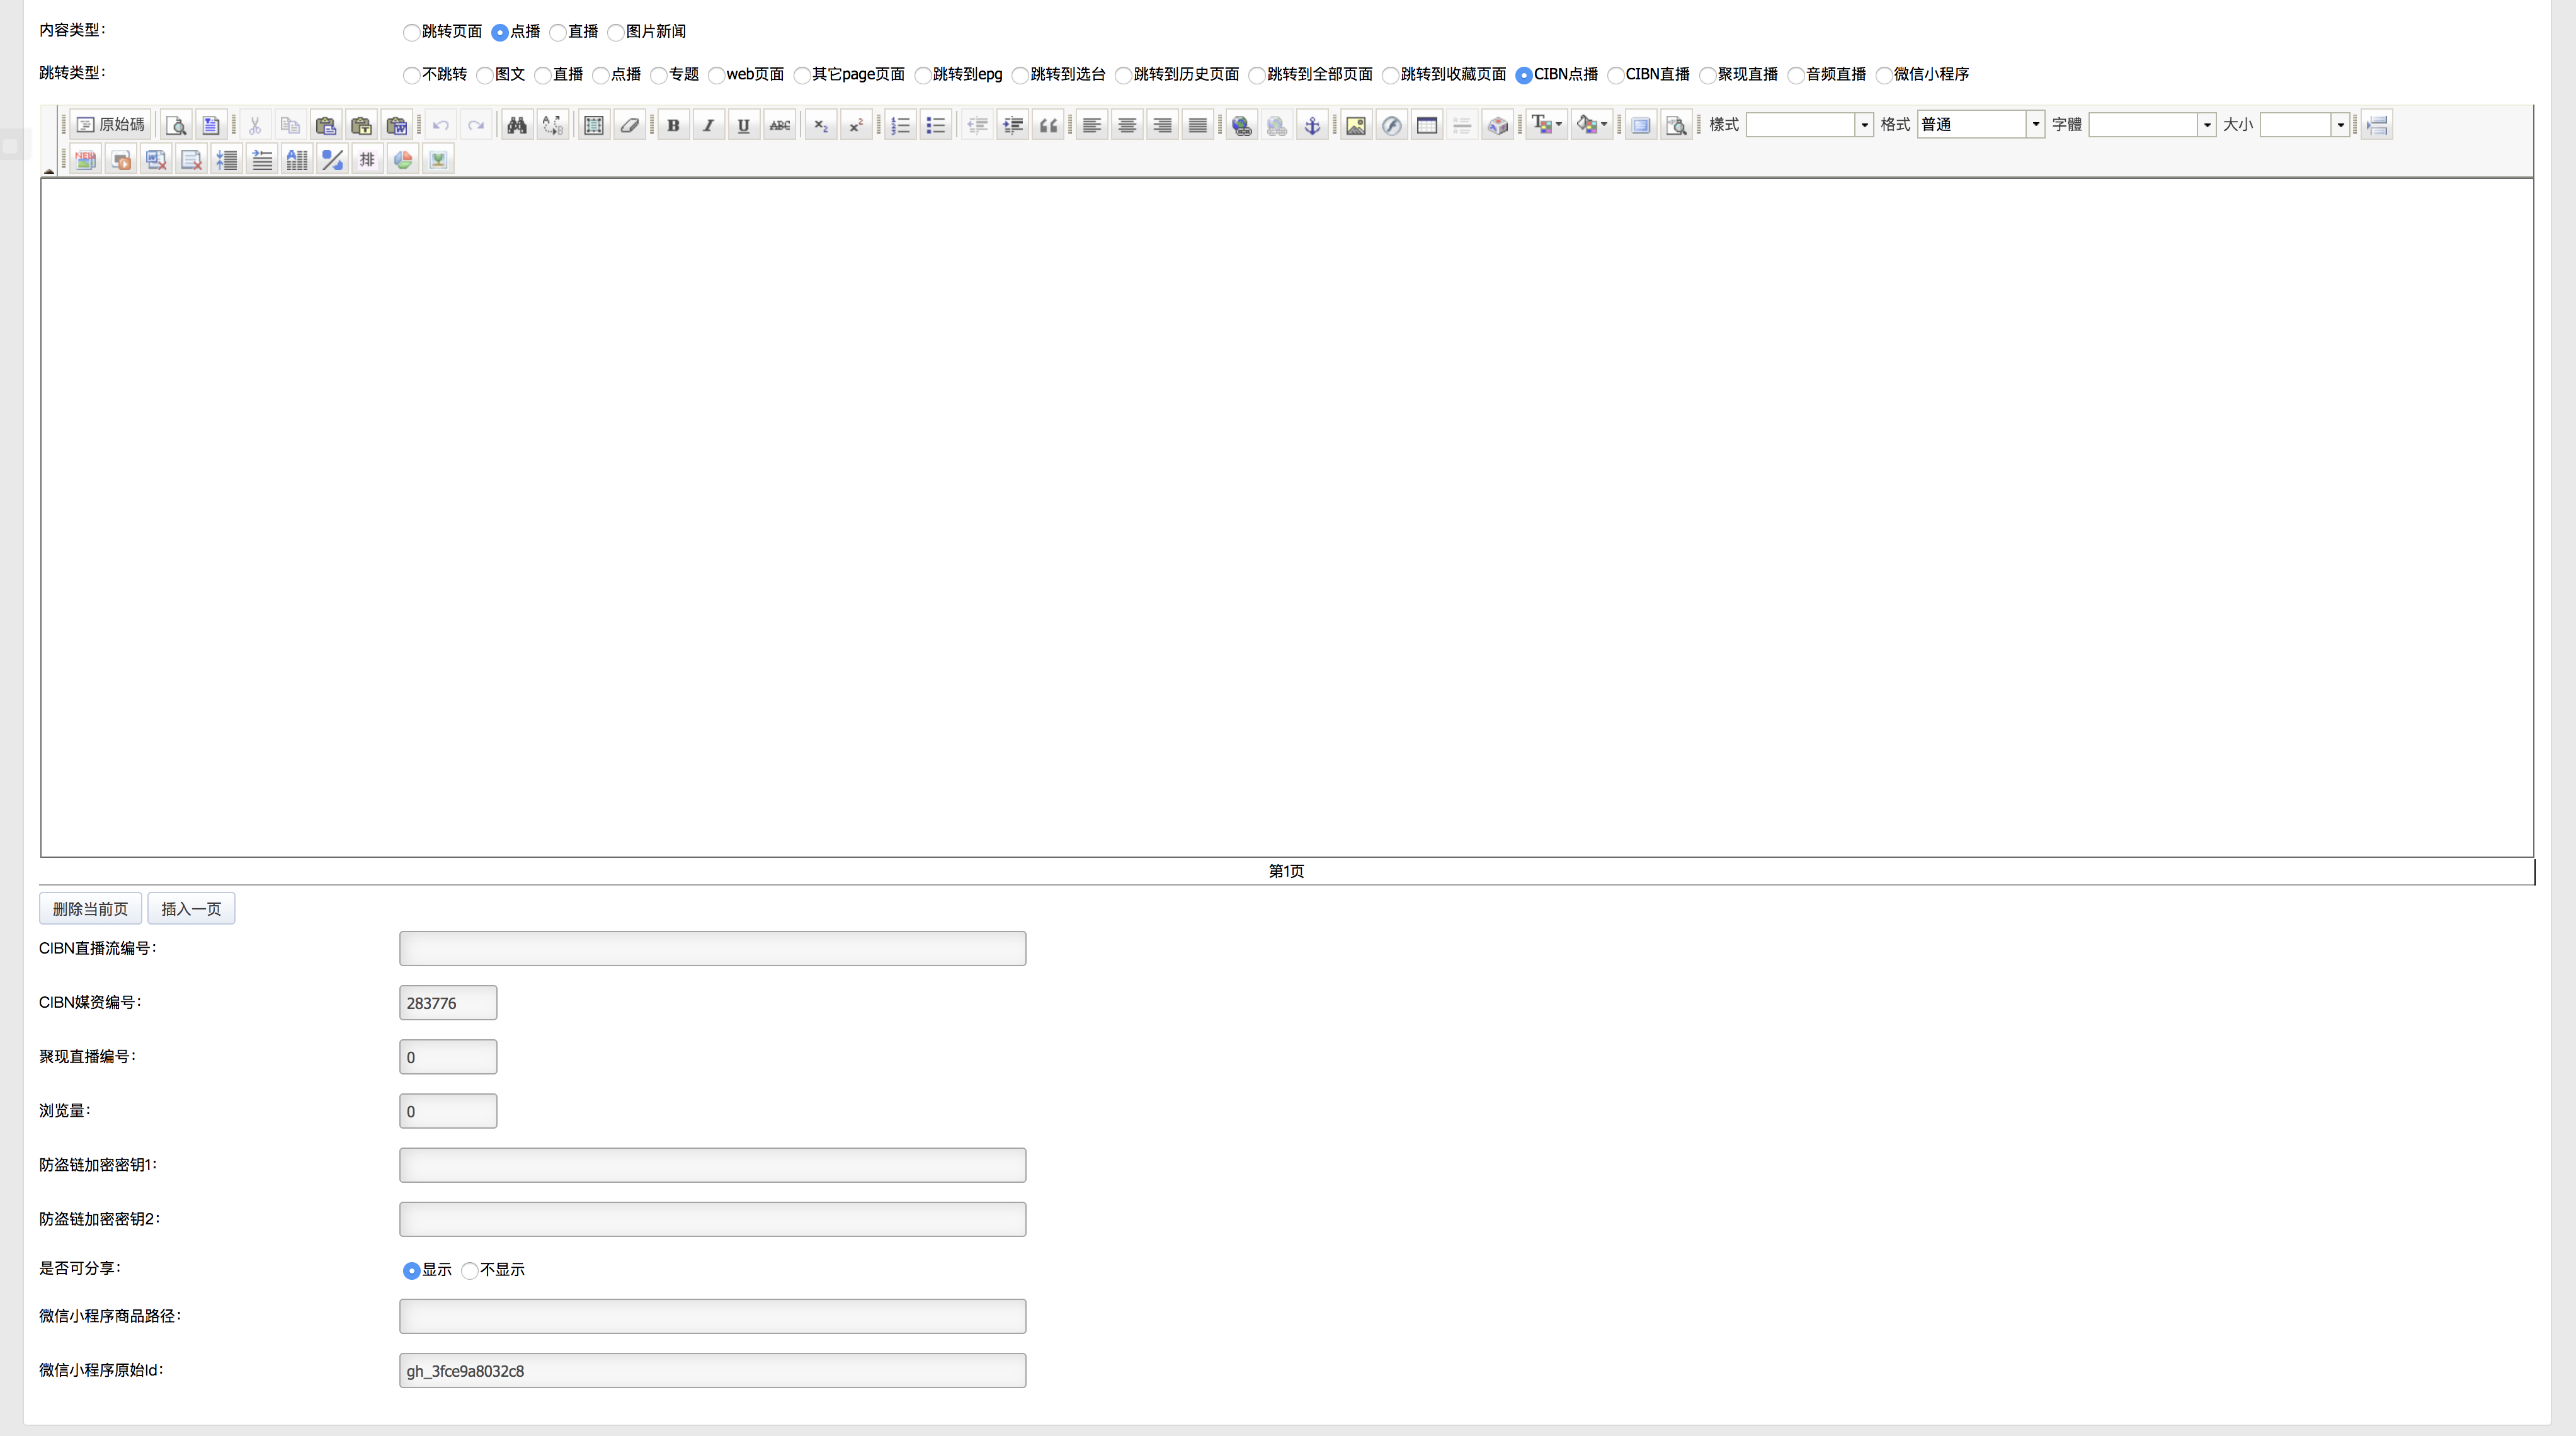 内容类型：
跳转页面 点播 直播 图片新闻
跳转类型：
不跳转 图文 直播 点播 专题 web页面 其它page页面 跳转到epg 跳转到选台 跳转到历史页面 跳转到全部页面 跳转到收藏页面 CIBN点播 CIBN直播 聚现直播 音频直播 微信小程序
原始碼 B I U ABC x₂ x² 樣式 格式 普通 字體 大小
NEW 排
第1页
删除当前页 插入一页
CIBN直播流编号：
CIBN媒资编号： 283776
聚现直播编号： 0
浏览量： 0
防盗链加密密钥1：
防盗链加密密钥2：
是否可分享： 显示 不显示
微信小程序商品路径：
微信小程序原始Id： gh_3fce9a8032c8